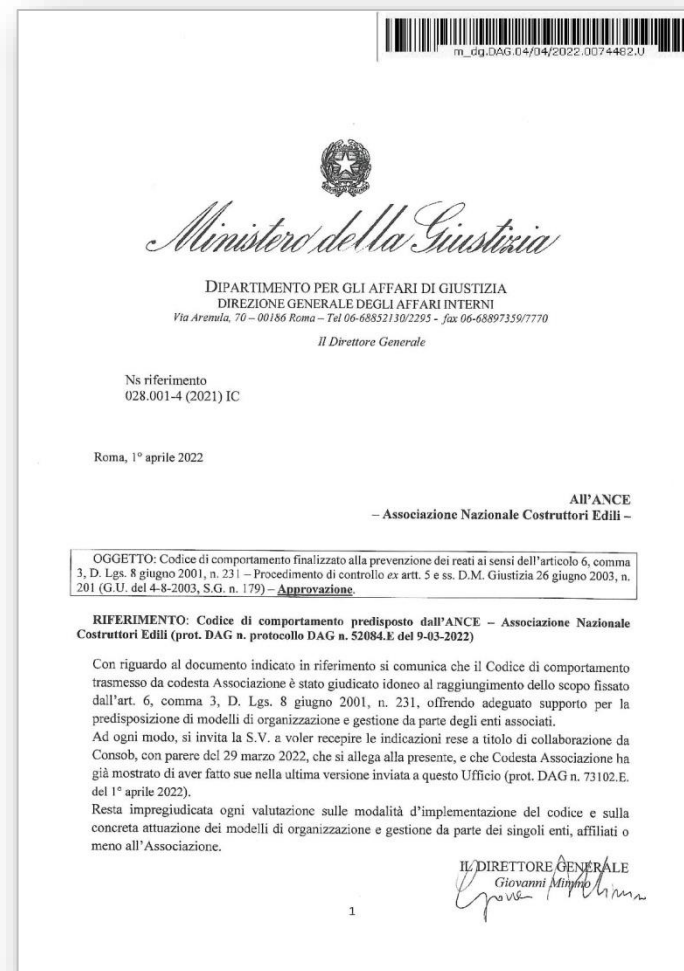 m_dg.DAG.04/04/2022.0074482.U
Ministero della Giustizia
DIPARTIMENTO PER GLI AFFARI DI GIUSTIZIA
DIREZIONE GENERALE DEGLI AFFARI INTERNI
Via Arenula, 70 – 00186 Roma – Tel 06-68852130/2295 - fax 06-68897359/7770
Il Direttore Generale
Ns riferimento
028.001-4 (2021) IC
Roma, 1° aprile 2022
All'ANCE
– Associazione Nazionale Costruttori Edili –
OGGETTO: Codice di comportamento finalizzato alla prevenzione dei reati ai sensi dell'articolo 6, comma
3, D. Lgs. 8 giugno 2001, n. 231 – Procedimento di controllo ex artt. 5 e ss. D.M. Giustizia 26 giugno 2003, n.
201 (G.U. del 4-8-2003, S.G. n. 179) – Approvazione.
RIFERIMENTO: Codice di comportamento predisposto dall'ANCE – Associazione Nazionale
Costruttori Edili (prot. DAG n. protocollo DAG n. 52084.E del 9-03-2022)
Con riguardo al documento indicato in riferimento si comunica che il Codice di comportamento
trasmesso da codesta Associazione è stato giudicato idoneo al raggiungimento dello scopo fissato
dall'art. 6, comma 3, D. Lgs. 8 giugno 2001, n. 231, offrendo adeguato supporto per la
predisposizione di modelli di organizzazione e gestione da parte degli enti associati.
Ad ogni modo, si invita la S.V. a voler recepire le indicazioni rese a titolo di collaborazione da
Consob, con parere del 29 marzo 2022, che si allega alla presente, e che Codesta Associazione ha
già mostrato di aver fatto sue nella ultima versione inviata a questo Ufficio (prot. DAG n. 73102.E.
del 1° aprile 2022).
Resta impregiudicata ogni valutazione sulle modalità d'implementazione del codice e sulla
concreta attuazione dei modelli di organizzazione e gestione da parte dei singoli enti, affiliati o
meno all'Associazione.
IL DIRETTORE GENERALE
Giovanni Mimmo
1